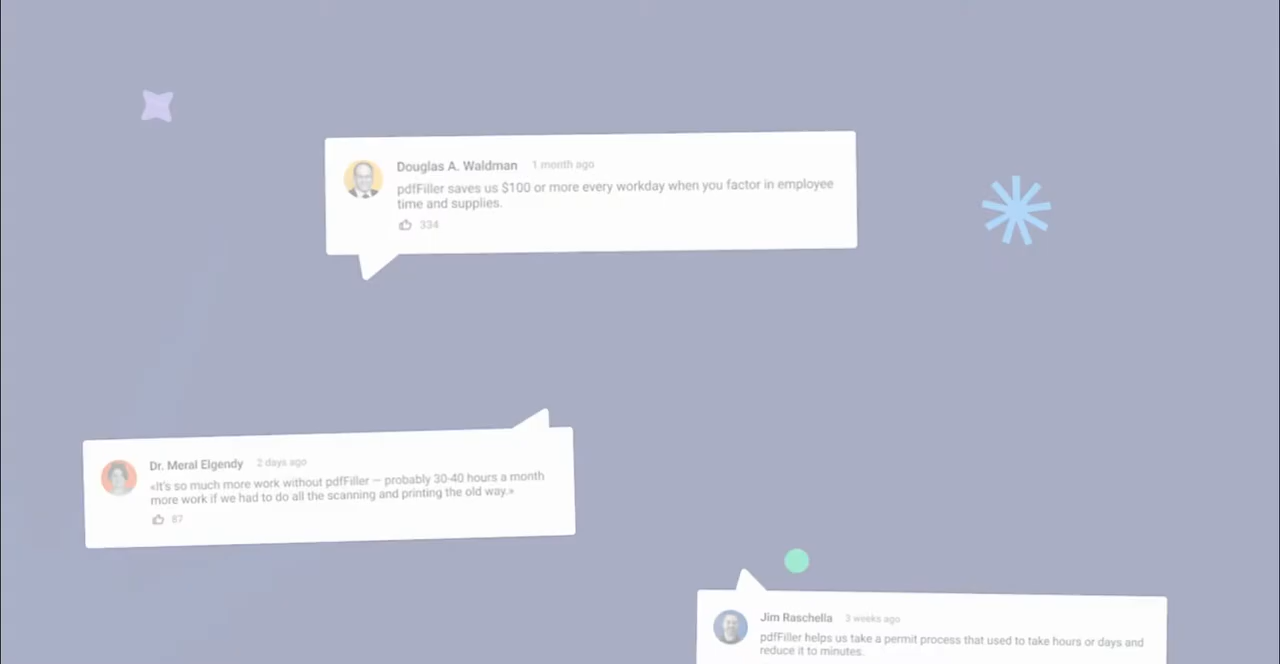 Douglas A. Waldman 1 month ago
pdfFiller saves us $100 or more every workday when you factor in employee
time and supplies.
334
Dr. Meral Elgendy 2 days ago
«It's so much more work without pdfFiller — probably 30-40 hours a month
more work if we had to do all the scanning and printing the old way.»
87
Jim Raschella 3 weeks ago
pdfFiller helps us take a permit process that used to take hours or days and
reduce it to minutes.